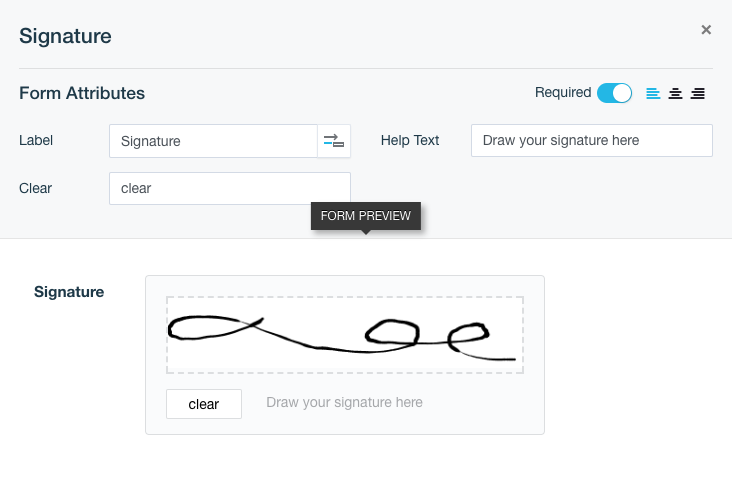 Signature
×
Form Attributes
Required
Label
Signature
Help Text
Draw your signature here
Clear
clear
FORM PREVIEW
Signature
clear
Draw your signature here